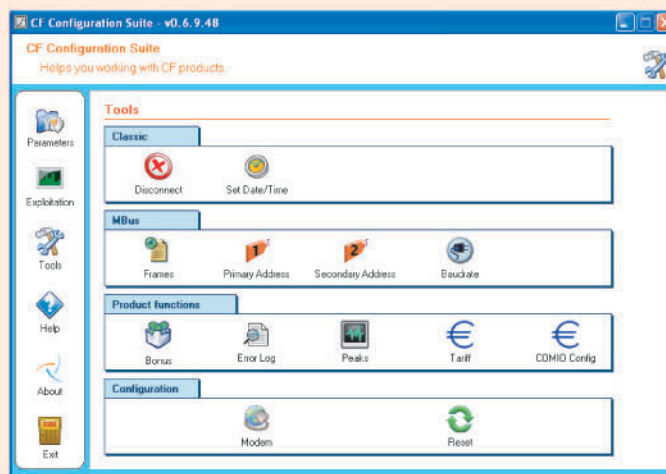 CF Configuration Suite - v0.6.9.48
CF Configuration Suite
Helps you working with CF products.
Parameters
Exploitation
Tools
Help
About
Exit
Tools
Classic
Disconnect Set Date/Time
MBus
Frames Primary Address Secondary Address Baudrate
Product functions
Bonus Error Log Peaks Tariff COMIO Config
Configuration
Modem Reset